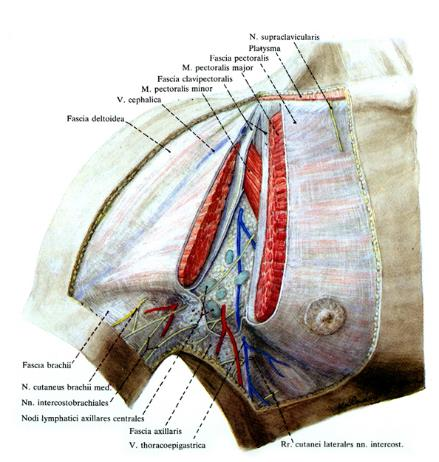 N. supraclavicularis
Platysma
Fascia pectoralis
M. pectoralis major
Fascia clavipectoralis
M. pectoralis minor
V. cephalica
Fascia deltoidea
Fascia brachii
N. cutaneus brachii med.
Nn. intercostobrachiales
Nodi lymphatici axillares centrales
Fascia axillaris
V. thoracoepigastrica
Rr. cutanei laterales nn. intercost.